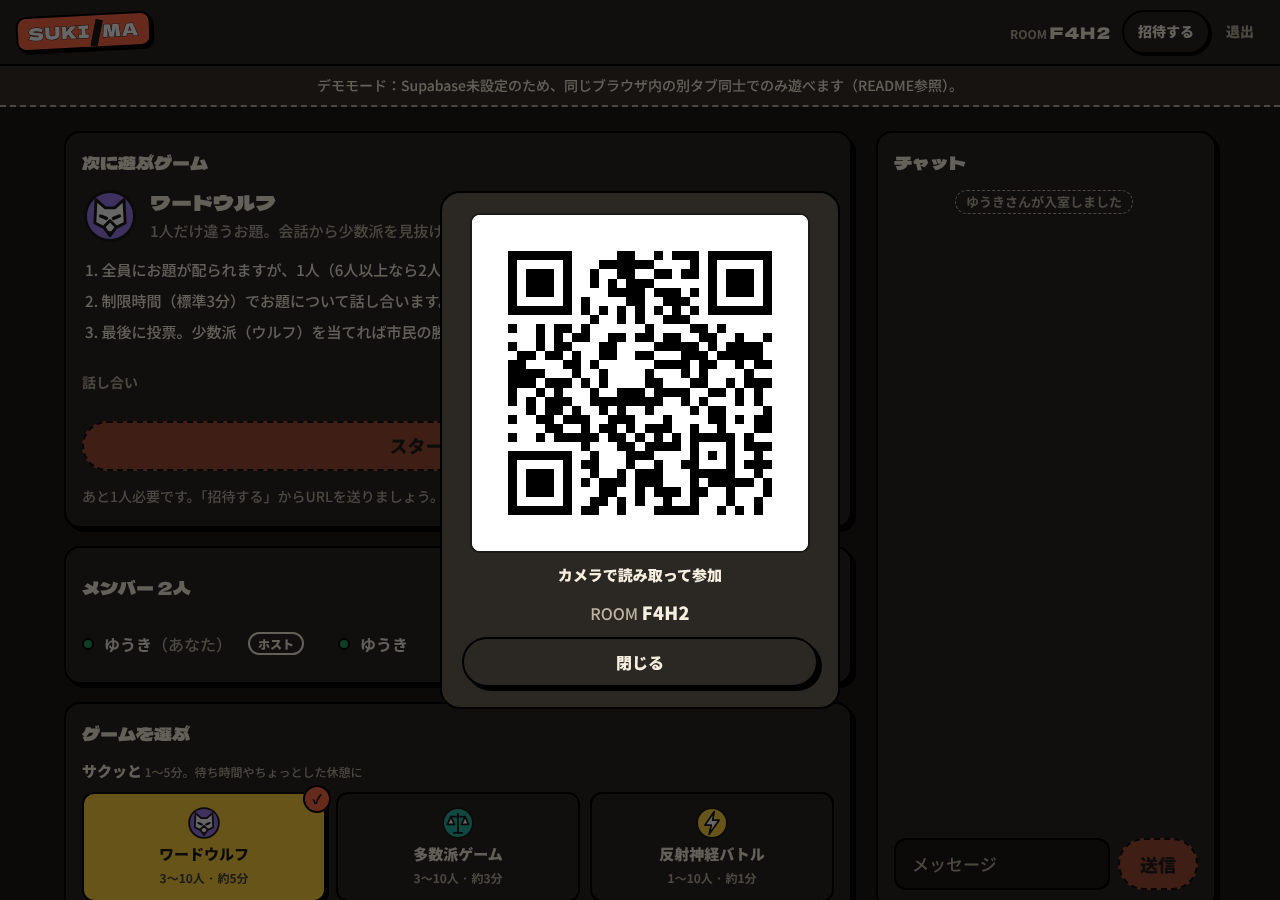 SUKI/MA
ROOM F4H2
招待する
退出
デモモード：Supabase未設定のため、同じブラウザ内の別タブ同士でのみ遊べます（README参照）。
次に遊ぶゲーム
ワードウルフ
1人だけ違うお題。会話から少数派を見抜け
1. 全員にお題が配られますが、1人（6人以上なら2人
2. 制限時間（標準3分）でお題について話し合います。
3. 最後に投票。少数派（ウルフ）を当てれば市民の勝
話し合い
スター
あと1人必要です。「招待する」からURLを送りましょう。
メンバー 2人
ゆうき（あなた）
ホスト
ゆうき
ゲームを選ぶ
サクッと 1〜5分。待ち時間やちょっとした休憩に
ワードウルフ
3〜10人・約5分
多数派ゲーム
3〜10人・約3分
反射神経バトル
1〜10人・約1分
カメラで読み取って参加
ROOM F4H2
閉じる
チャット
ゆうきさんが入室しました
メッセージ
送信